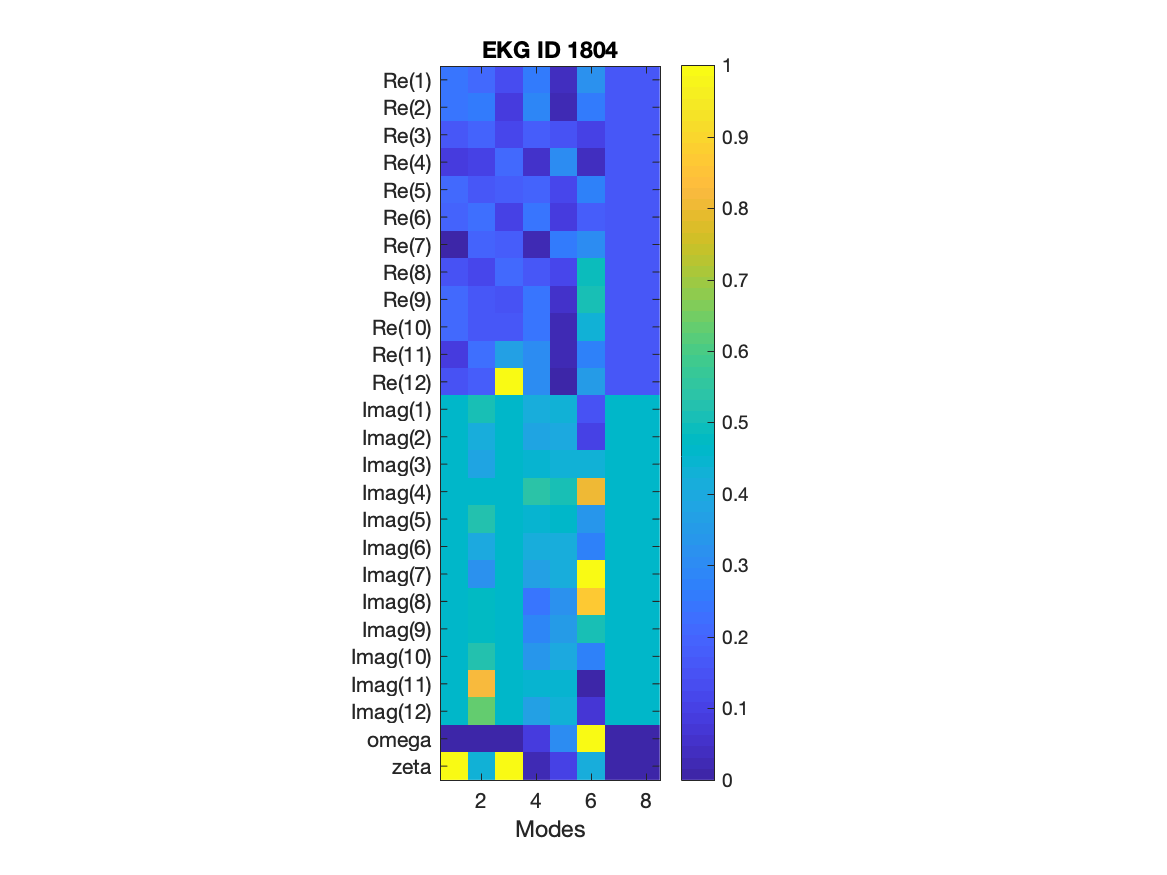 EKG ID 1804
Re(1)
Re(2)
Re(3)
Re(4)
Re(5)
Re(6)
Re(7)
Re(8)
Re(9)
Re(10)
Re(11)
Re(12)
Imag(1)
Imag(2)
Imag(3)
Imag(4)
Imag(5)
Imag(6)
Imag(7)
Imag(8)
Imag(9)
Imag(10)
Imag(11)
Imag(12)
omega
zeta
2 4 6 8
Modes
1
0.9
0.8
0.7
0.6
0.5
0.4
0.3
0.2
0.1
0